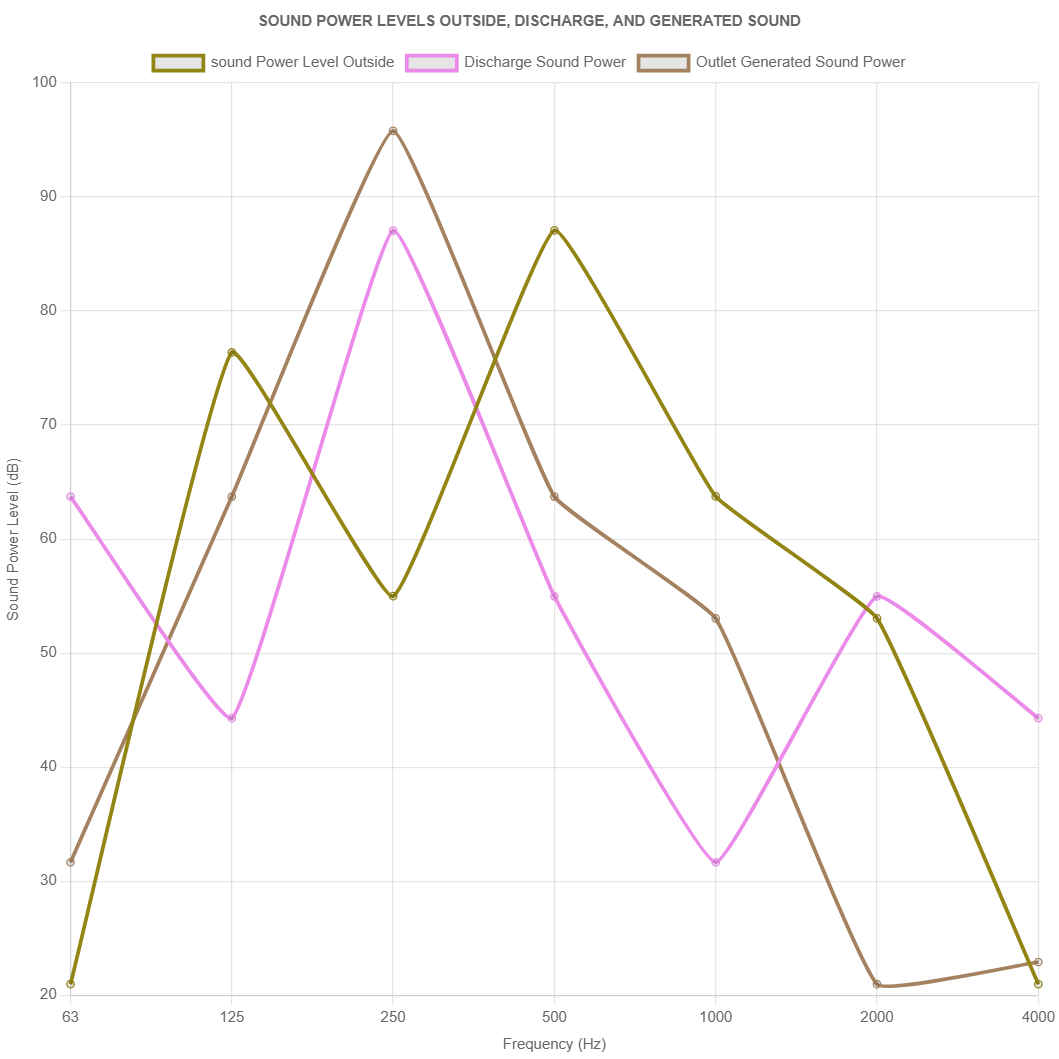 SOUND POWER LEVELS OUTSIDE, DISCHARGE, AND GENERATED SOUND
sound Power Level Outside Discharge Sound Power Outlet Generated Sound Power
100
90
80
70
60
50
40
30
20
Sound Power Level (dB)
63 125 250 500 1000 2000 4000
Frequency (Hz)